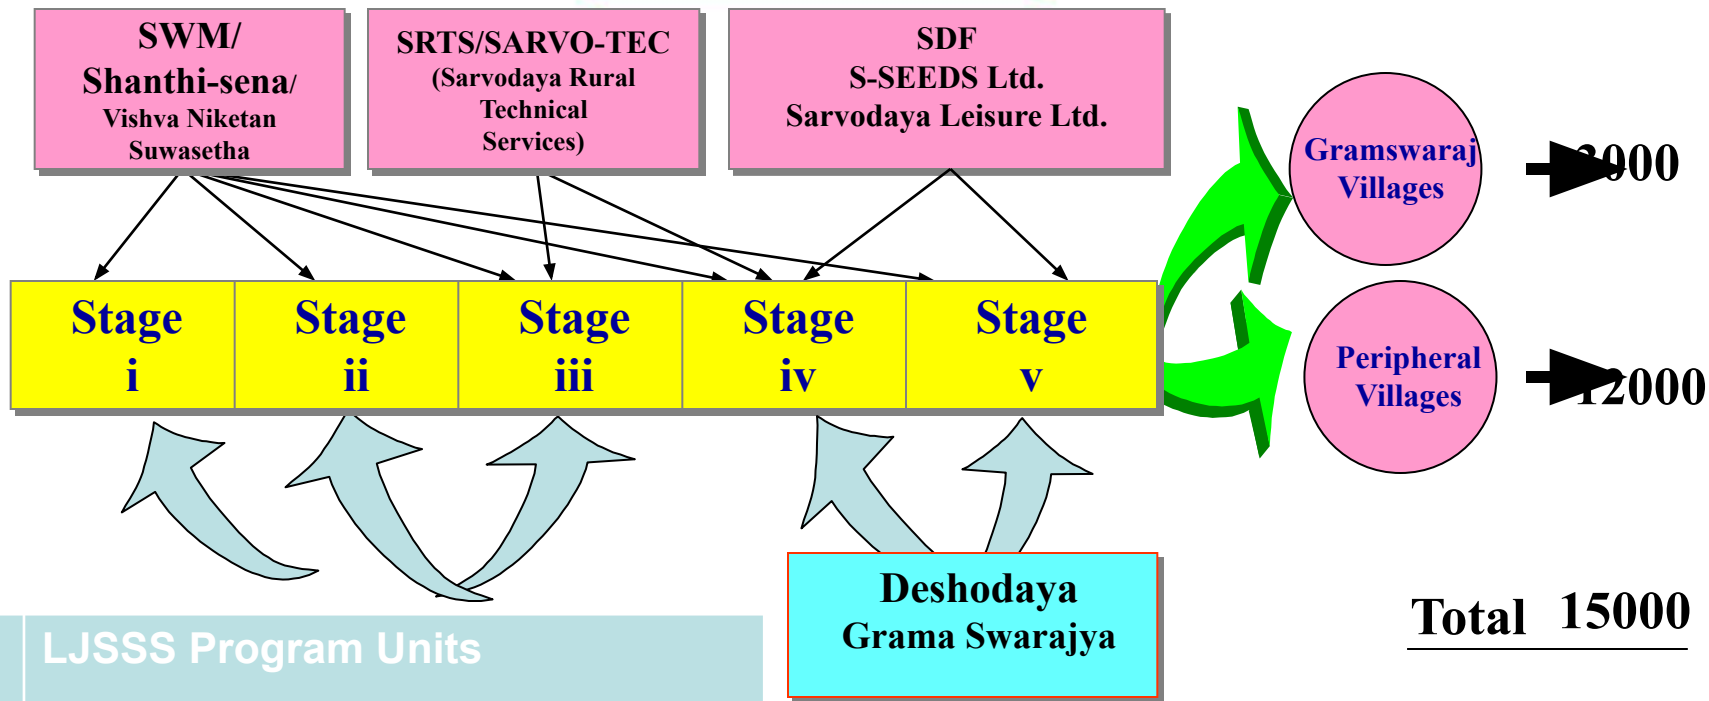 SWM/
Shanthi-sena/
Vishva Niketan
Suwasetha
SRTS/SARVO-TEC
(Sarvodaya Rural
Technical
Services)
SDF
S-SEEDS Ltd.
Sarvodaya Leisure Ltd.
Gramswaraj
Villages
3000
Stage
i
Stage
ii
Stage
iii
Stage
iv
Stage
v
Peripheral
Villages
12000
Deshodaya
Grama Swarajya
Total 15000
LJSSS Program Units